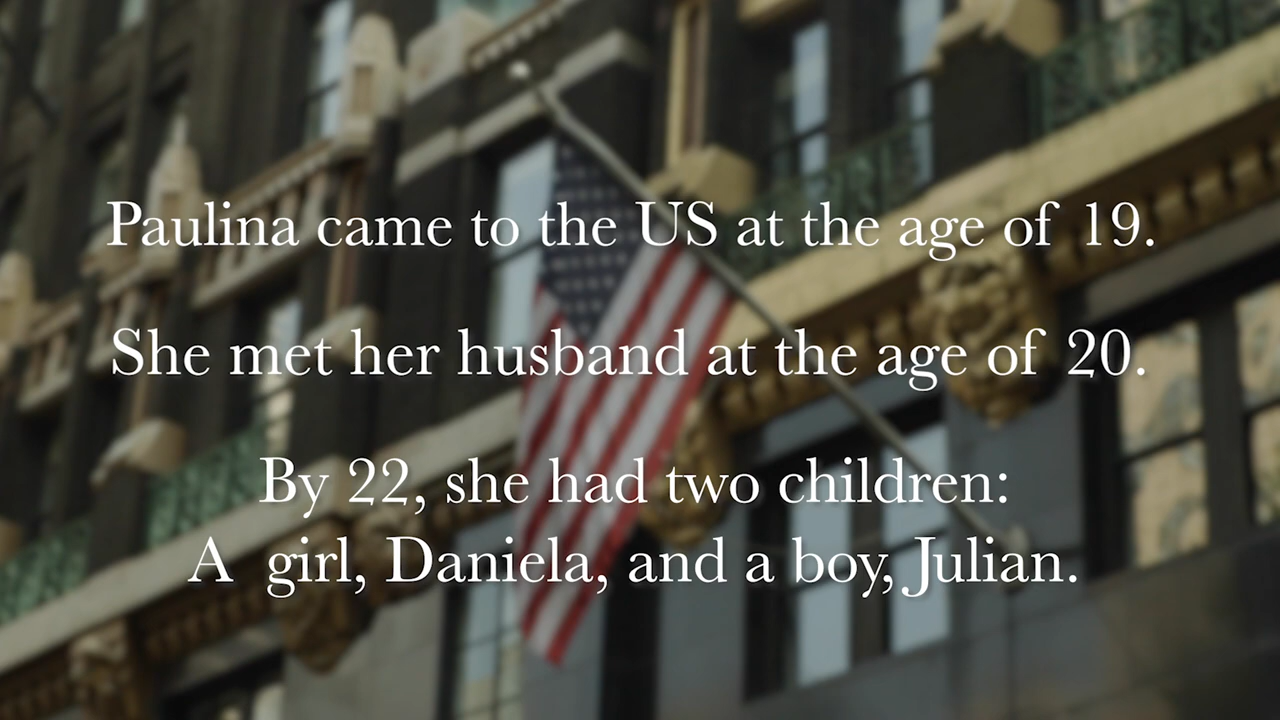 Paulina came to the US at the age of 19.
She met her husband at the age of 20.
By 22, she had two children:
A girl, Daniela, and a boy, Julian.